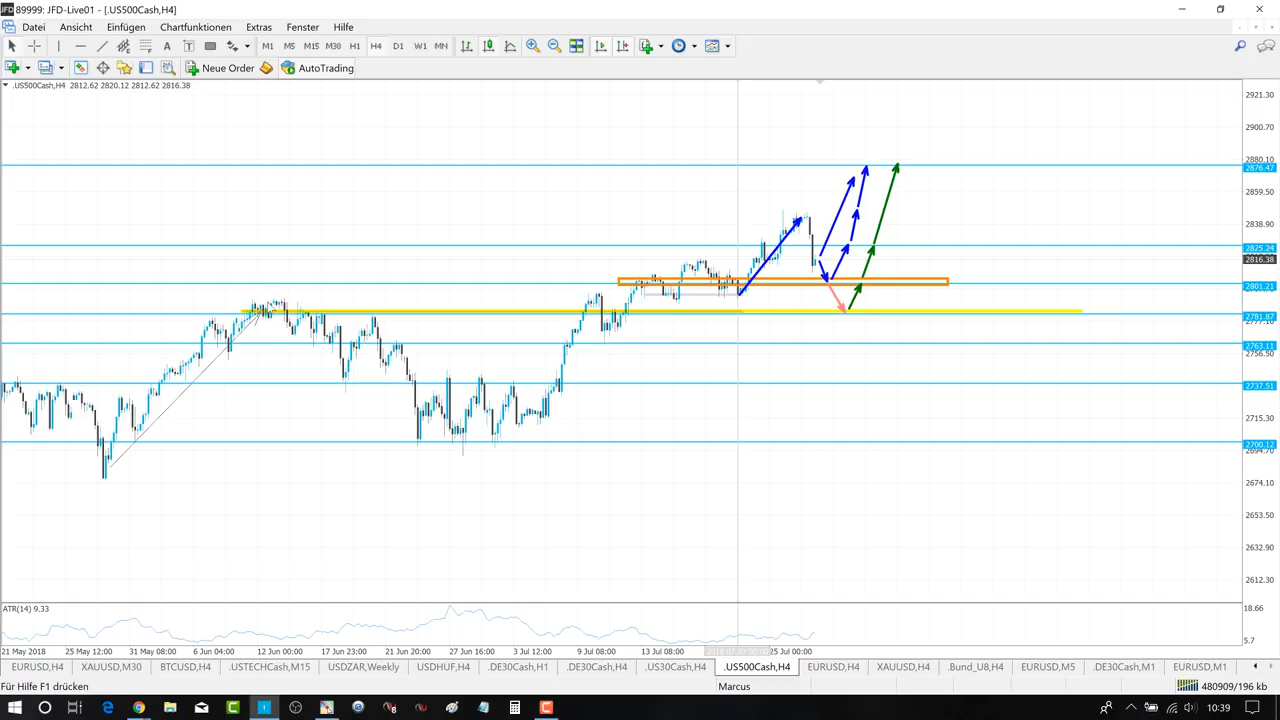 JFD 89999: JFD-Live01 - [.US500Cash,H4]
Datei Ansicht Einfügen Chartfunktionen Extras Fenster Hilfe
M1 M5 M15 M30 H1 H4 D1 W1 MN
Neue Order AutoTrading
.US500Cash,H4 2812.62 2820.12 2812.62 2816.38
2921.30
2900.70
2880.10
2876.47
2859.50
2838.90
2825.24
2816.38
2801.21
2781.87
2763.11
2756.50
2737.51
2715.30
2700.12
2694.70
2674.10
2653.50
2632.90
2612.30
ATR(14) 9.33
18.66
5.7
21 May 2018 25 May 12:00 31 May 08:00 6 Jun 04:00 12 Jun 00:00 17 Jun 23:00 21 Jun 20:00 27 Jun 16:00 3 Jul 12:00 9 Jul 08:00 13 Jul 08:00 2018.07.23 00:00 25 Jul 00:00
EURUSD,H4 XAUUSD,M30 BTCUSD,H4 .USTECHCash,M15 USDZAR,Weekly USDHUF,H4 .DE30Cash,H1 .DE30Cash,H4 .US30Cash,H4 .US500Cash,H4 EURUSD,H4 XAUUSD,H4 .Bund_U8,H4 EURUSD,M5 .DE30Cash,M1 EURUSD,M1
Für Hilfe F1 drücken Marcus 480909/196 kb
10:39